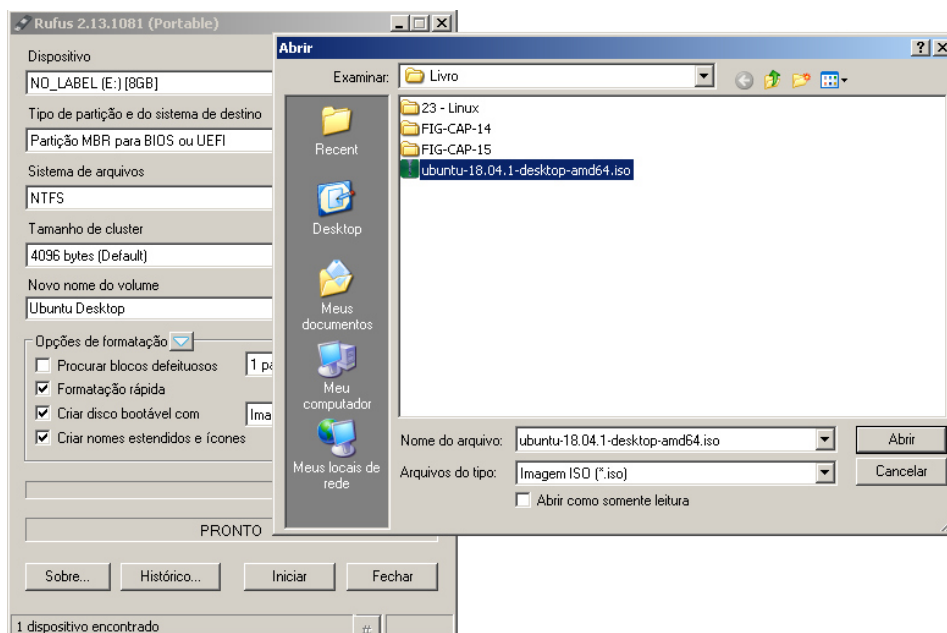 Rufus 2.13.1081 (Portable)
Dispositivo
NO_LABEL (E:) [8GB]
Tipo de partição e do sistema de destino
Partição MBR para BIOS ou UEFI
Sistema de arquivos
NTFS
Tamanho de cluster
4096 bytes (Default)
Novo nome do volume
Ubuntu Desktop
Opções de formatação
Procurar blocos defeituosos
1 pa
Formatação rápida
Criar disco bootável com
Ima
Criar nomes estendidos e ícones
PRONTO
Sobre... Histórico... Iniciar Fechar
1 dispositivo encontrado
#
Abrir
Examinar: Livro
Recent
Desktop
Meus
documentos
Meu
computador
Meus locais de
rede
23 - Linux
FIG-CAP-14
FIG-CAP-15
ubuntu-18.04.1-desktop-amd64.iso
Nome do arquivo: ubuntu-18.04.1-desktop-amd64.iso Abrir
Arquivos do tipo: Imagem ISO (*.iso) Cancelar
Abrir como somente leitura